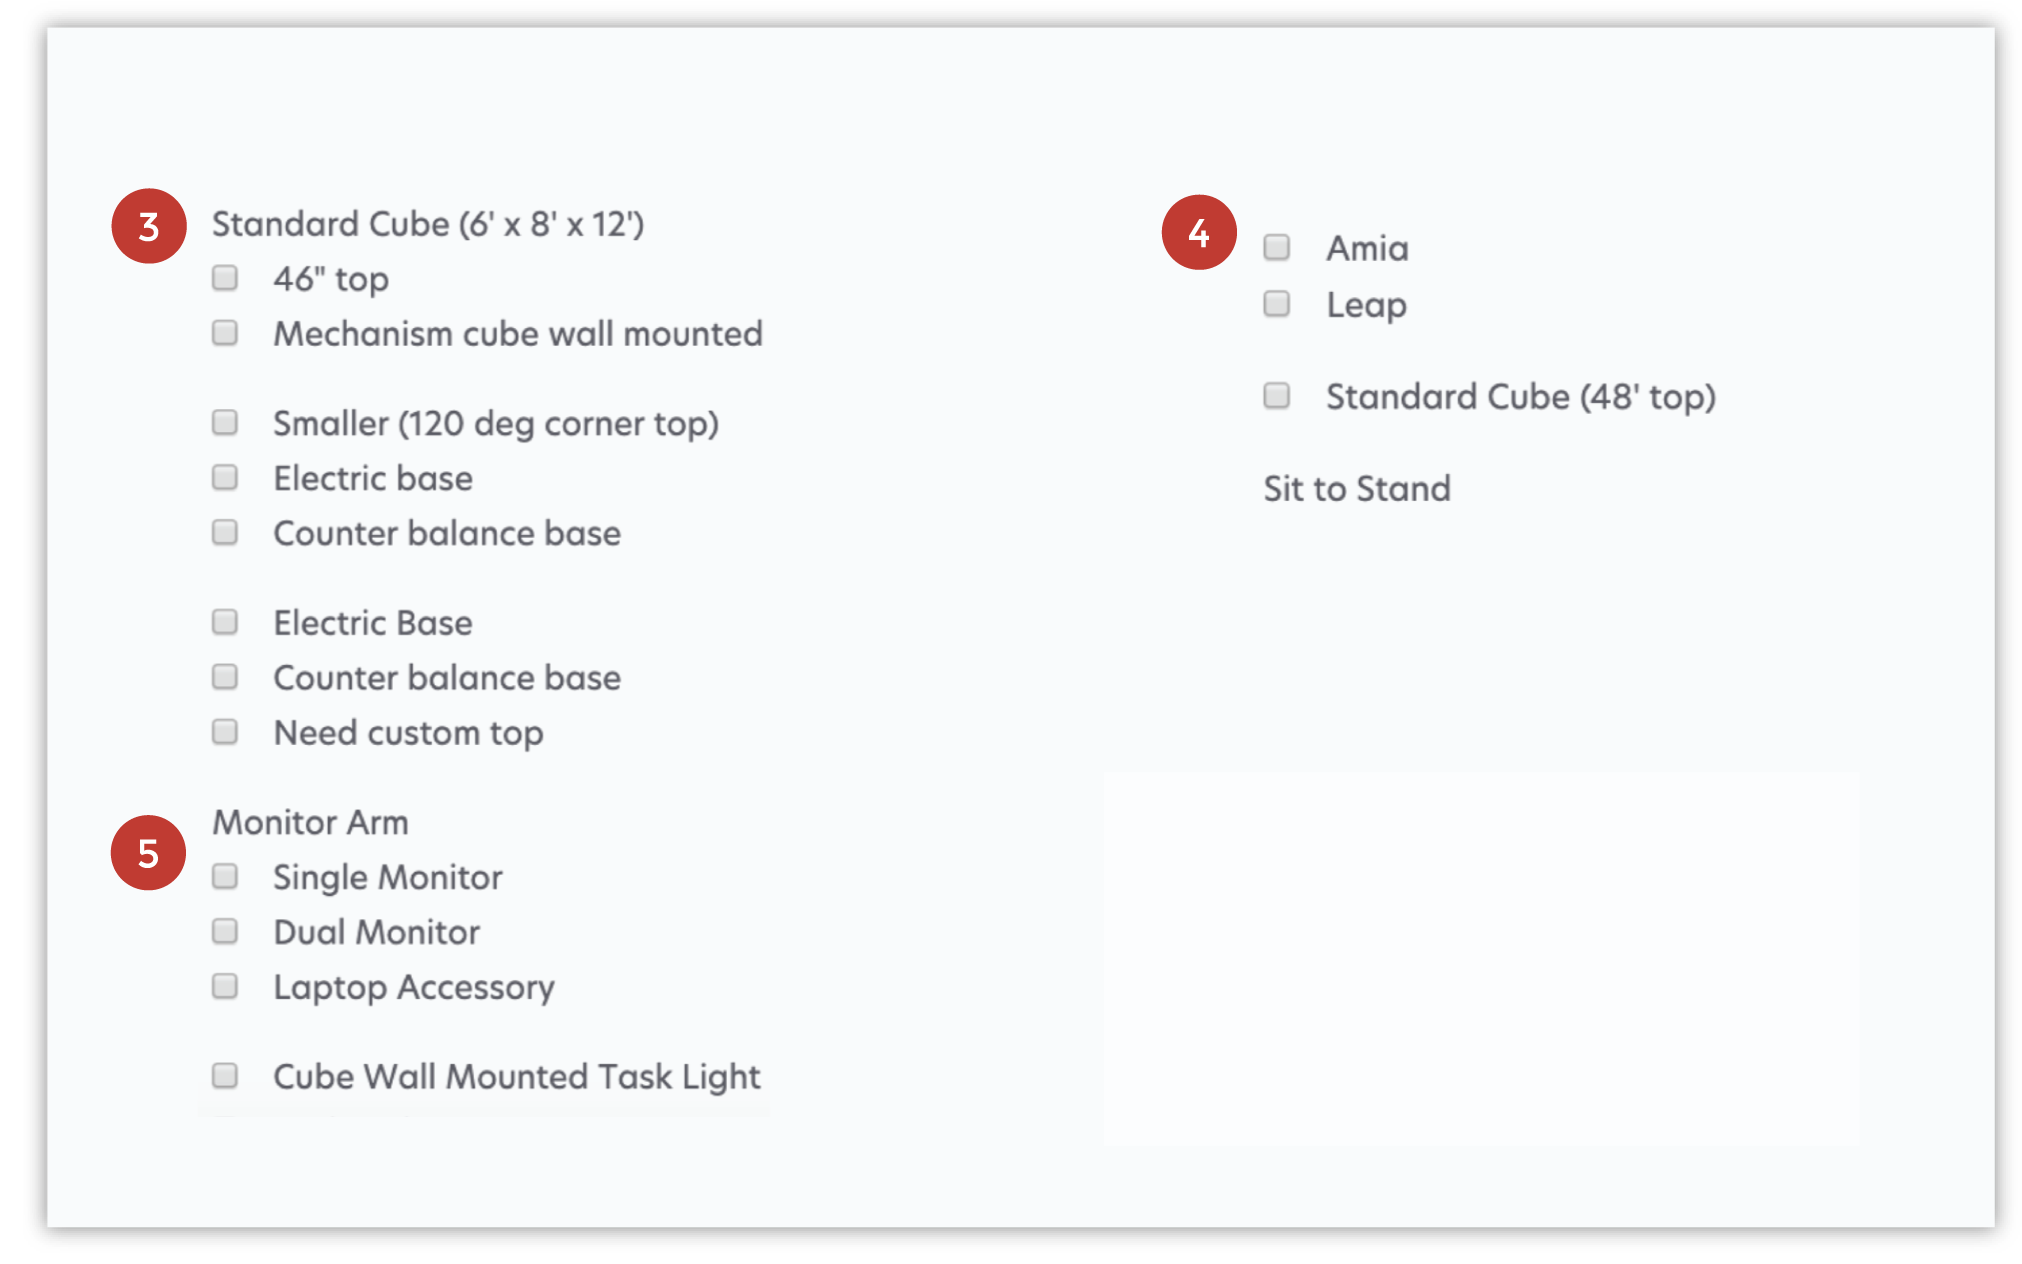 3
Standard Cube (6' x 8' x 12')
46" top
Mechanism cube wall mounted
Smaller (120 deg corner top)
Electric base
Counter balance base
Electric Base
Counter balance base
Need custom top
5
Monitor Arm
Single Monitor
Dual Monitor
Laptop Accessory
Cube Wall Mounted Task Light
4
Amia
Leap
Standard Cube (48' top)
Sit to Stand